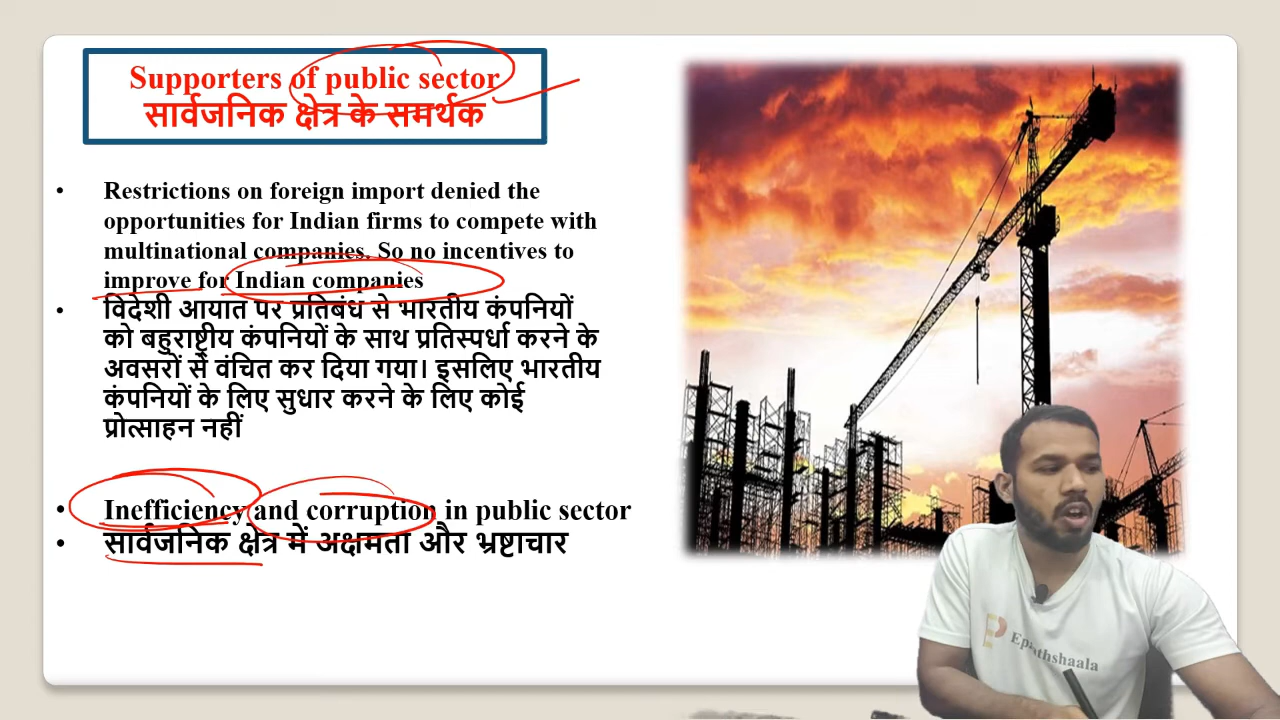 Supporters of public sector
सार्वजनिक क्षेत्र के समर्थक
• Restrictions on foreign import denied the
opportunities for Indian firms to compete with
multinational companies. So no incentives to
improve for Indian companies
• विदेशी आयात पर प्रतिबंध से भारतीय कंपनियों
को बहुराष्ट्रीय कंपनियों के साथ प्रतिस्पर्धा करने के
अवसरों से वंचित कर दिया गया। इसलिए भारतीय
कंपनियों के लिए सुधार करने के लिए कोई
प्रोत्साहन नहीं
• Inefficiency and corruption in public sector
• सार्वजनिक क्षेत्र में अक्षमता और भ्रष्टाचार